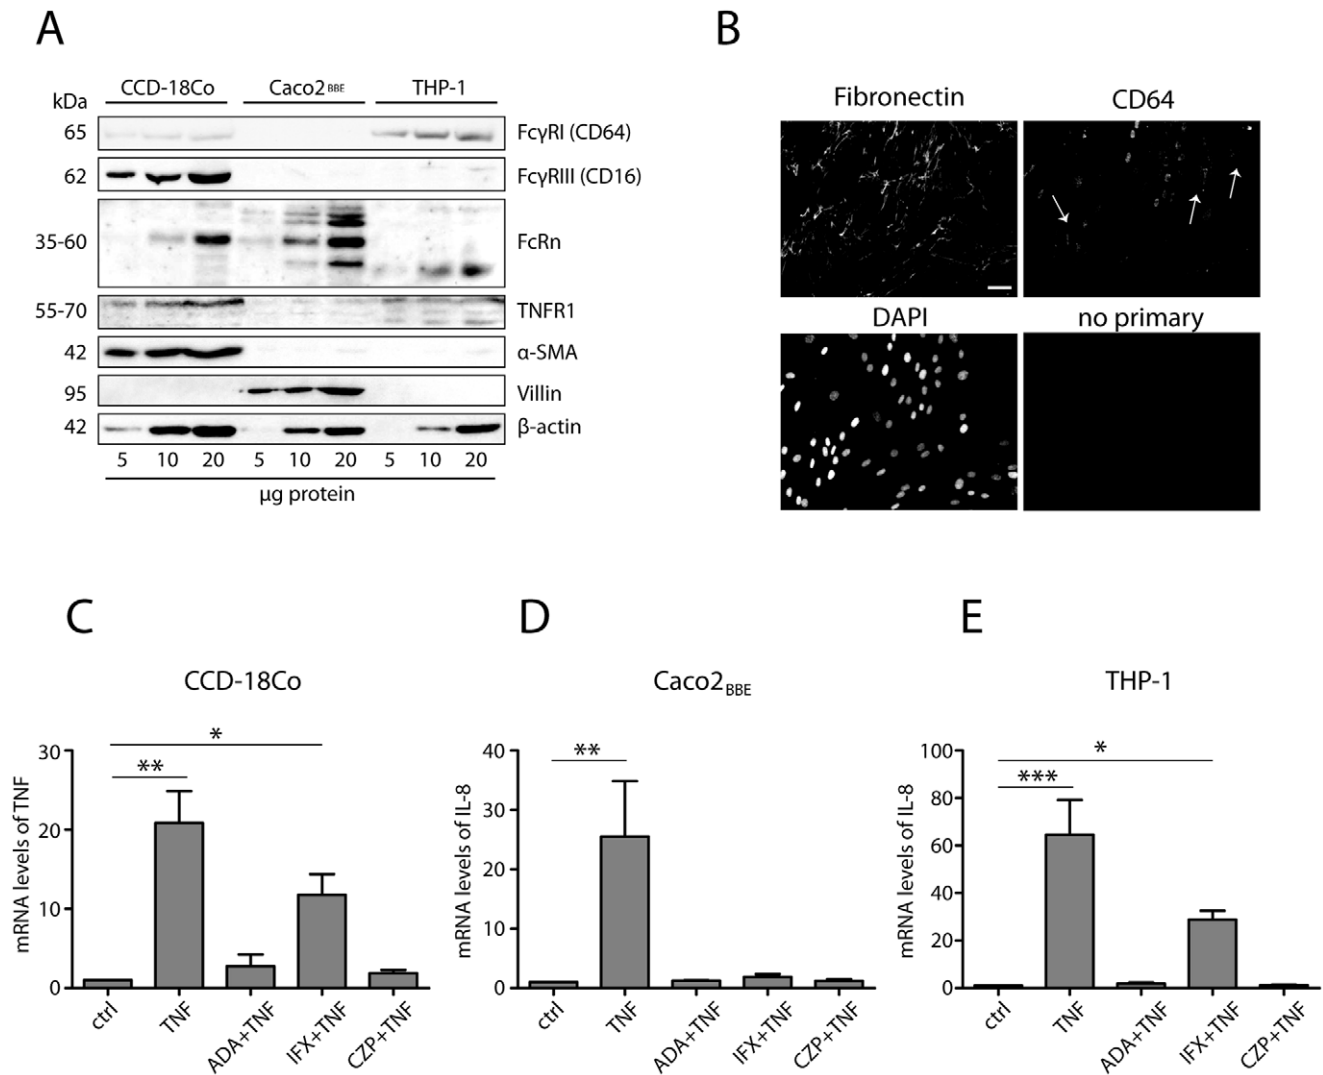 A
CCD-18Co Caco2BBE THP-1
kDa
65 FcγRI (CD64)
62 FcγRIII (CD16)
35-60 FcRn
55-70 TNFR1
42 α-SMA
95 Villin
42 β-actin
5 10 20 5 10 20 5 10 20
μg protein
B
Fibronectin CD64
DAPI no primary
C
CCD-18Co
mRNA levels of TNF
*
**
30
20
10
0
ctrl TNF ADA+TNF IFX+TNF CZP+TNF
D
Caco2BBE
mRNA levels of IL-8
**
40
30
20
10
0
ctrl TNF ADA+TNF IFX+TNF CZP+TNF
E
THP-1
mRNA levels of IL-8
*
***
100
80
60
40
20
0
ctrl TNF ADA+TNF IFX+TNF CZP+TNF